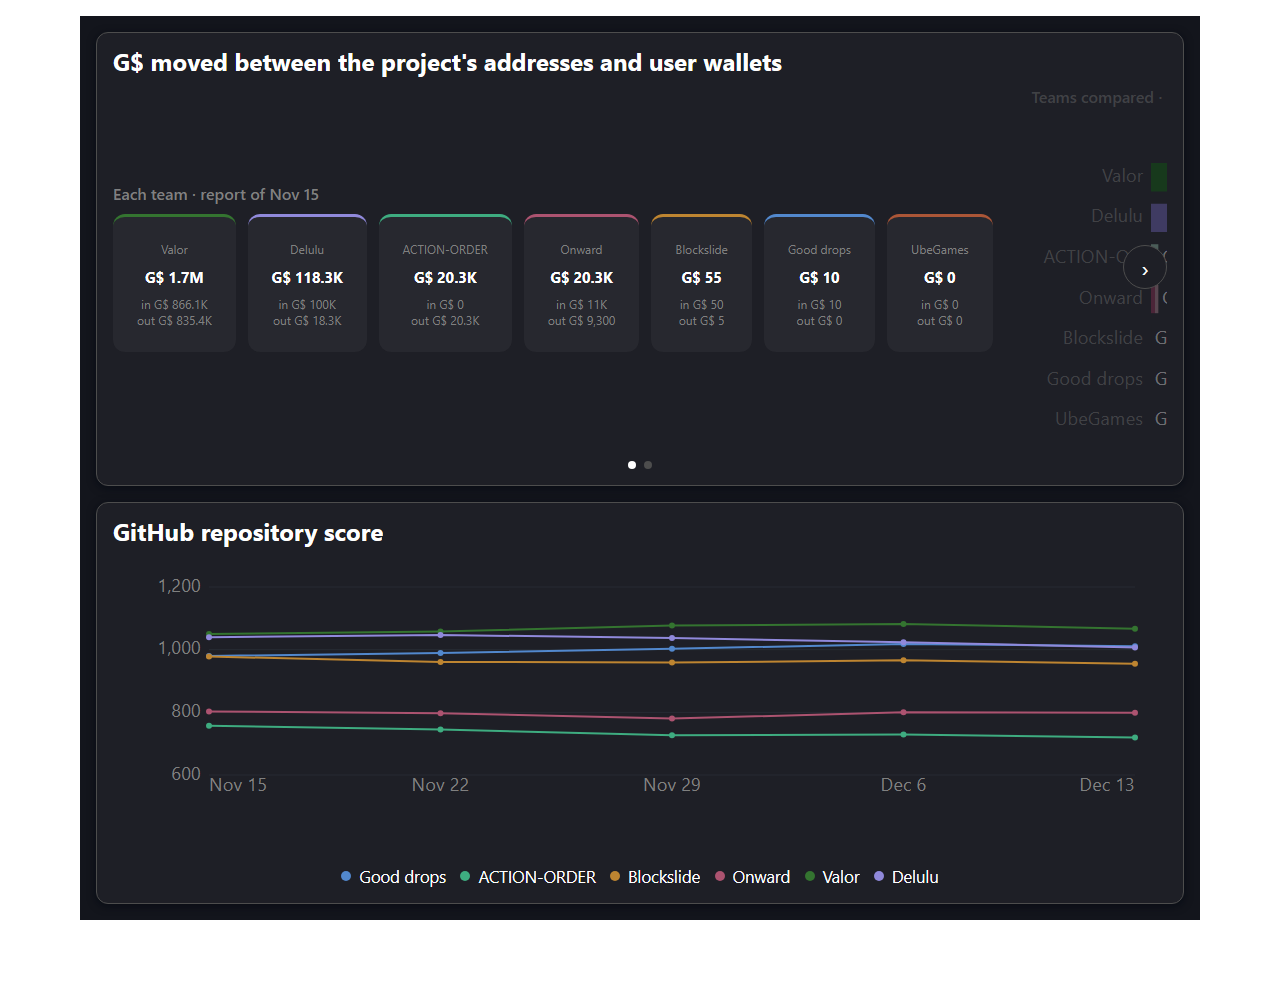 G$ moved between the project's addresses and user wallets
Teams compared ·
Each team · report of Nov 15
Valor
G$ 1.7M
in G$ 866.1K
out G$ 835.4K
Delulu
G$ 118.3K
in G$ 100K
out G$ 18.3K
ACTION-ORDER
G$ 20.3K
in G$ 0
out G$ 20.3K
Onward
G$ 20.3K
in G$ 11K
out G$ 9,300
Blockslide
G$ 55
in G$ 50
out G$ 5
Good drops
G$ 10
in G$ 10
out G$ 0
UbeGames
G$ 0
in G$ 0
out G$ 0
Valor
Delulu
ACTION-O
Onward
Blockslide G
Good drops G
UbeGames G
›
GitHub repository score
1,200
1,000
800
600
Nov 15 Nov 22 Nov 29 Dec 6 Dec 13
Good drops ACTION-ORDER Blockslide Onward Valor Delulu